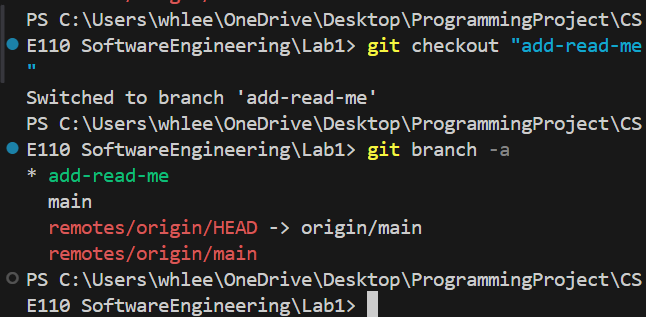 PS C:\Users\whlee\OneDrive\Desktop\ProgrammingProject\CS
E110 SoftwareEngineering\Lab1> git checkout "add-read-me
"
Switched to branch 'add-read-me'
PS C:\Users\whlee\OneDrive\Desktop\ProgrammingProject\CS
E110 SoftwareEngineering\Lab1> git branch -a
* add-read-me
  main
  remotes/origin/HEAD -> origin/main
  remotes/origin/main
PS C:\Users\whlee\OneDrive\Desktop\ProgrammingProject\CS
E110 SoftwareEngineering\Lab1>